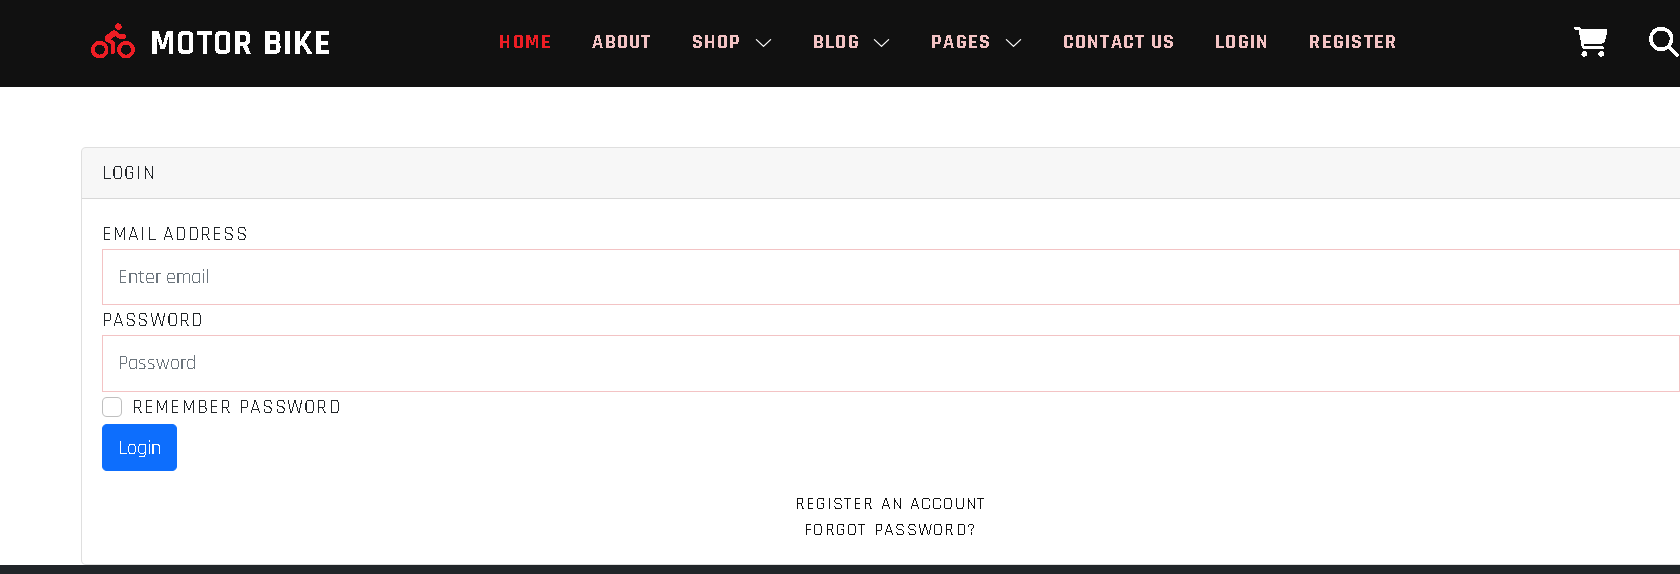 MOTOR BIKE HOME ABOUT SHOP BLOG PAGES CONTACT US LOGIN REGISTER
LOGIN
EMAIL ADDRESS
Enter email
PASSWORD
Password
REMEMBER PASSWORD
Login
REGISTER AN ACCOUNT
FORGOT PASSWORD?